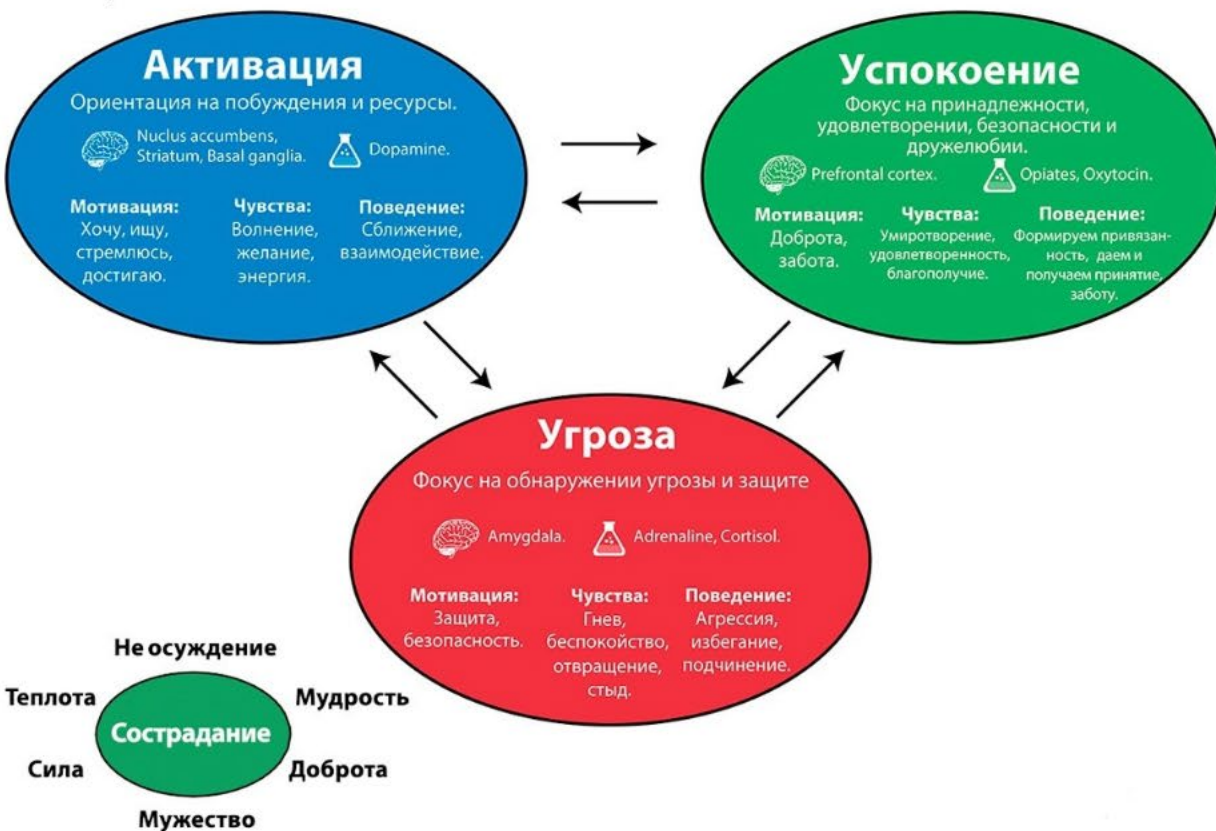 Активация
Ориентация на побуждения и ресурсы.
Nuclus accumbens,
Striatum, Basal ganglia.
Dopamine.
Мотивация:
Хочу, ищу,
стремлюсь,
достигаю.
Чувства:
Волнение,
желание,
энергия.
Поведение:
Сближение,
взаимодействие.
Успокоение
Фокус на принадлежности,
удовлетворении, безопасности и
дружелюбии.
Prefrontal cortex.
Opiates, Oxytocin.
Мотивация:
Доброта,
забота.
Чувства:
Умиротворение,
удовлетворенность,
благополучие.
Поведение:
Формируем привязан-
ность, даем и
получаем принятие,
заботу.
Угроза
Фокус на обнаружении угрозы и защите
Amygdala.
Adrenaline, Cortisol.
Мотивация:
Защита,
безопасность.
Чувства:
Гнев,
беспокойство,
отвращение,
стыд.
Поведение:
Агрессия,
избегание,
подчинение.
Не осуждение
Теплота
Мудрость
Сострадание
Сила
Доброта
Мужество